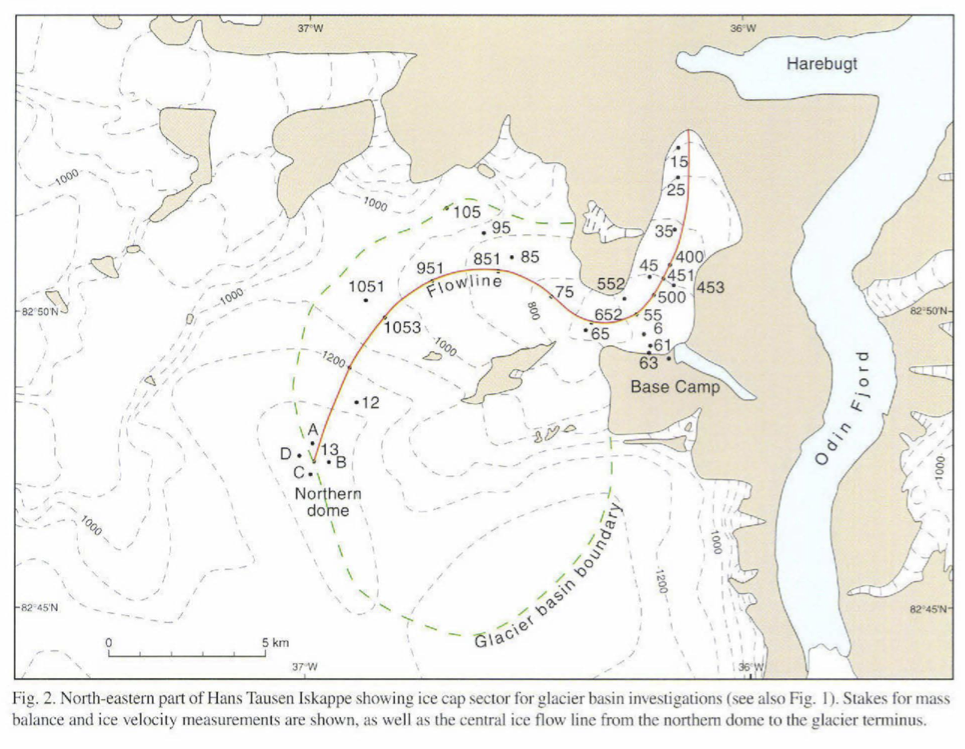 37°W
36°W
Harebugt
1000
15
25
1000
105
95
35
85
851
951
400
45
451
453
552
500
1051
Flowline
75
1000
800
82°50'N
82°50'N
1053
652
55
65
6
61
63
1000
1200
Base Camp
12
Odin Fjord
A
13
D
B
C
Northern
dome
1000
1000
1000
1200
Glacier basin boundary
82°45'N
82°45'N
0
5 km
37°W
36°W
Fig. 2. North-eastern part of Hans Tausen Iskappe showing ice cap sector for glacier basin investigations (see also Fig. 1). Stakes for mass
balance and ice velocity measurements are shown, as well as the central ice flow line from the northern dome to the glacier terminus.